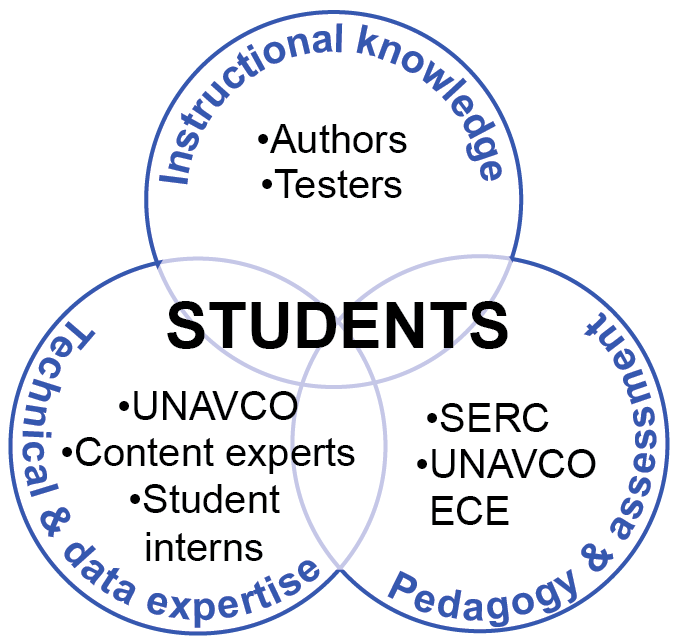 Instructional knowledge
•Authors
•Testers
STUDENTS
Technical & data expertise
•UNAVCO
•Content experts
•Student
interns
Pedagogy & assessment
•SERC
•UNAVCO
ECE